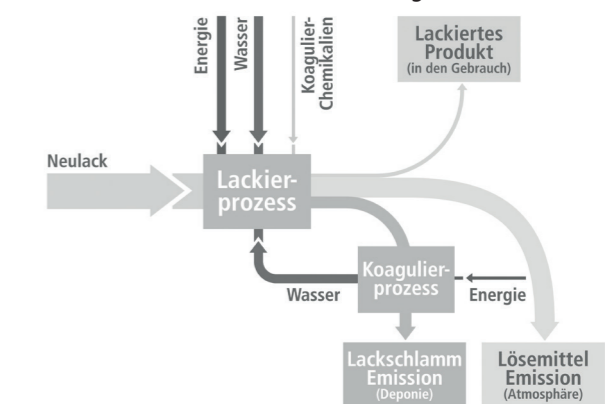 Energie
Wasser
Koagulier-
Chemikalien
Lackiertes
Produkt
(in den Gebrauch)
Neulack
Lackier-
prozess
Koagulier-
prozess
Wasser
Energie
Lackschlamm
Emission
(Deponie)
Lösemittel
Emission
(Atmosphäre)